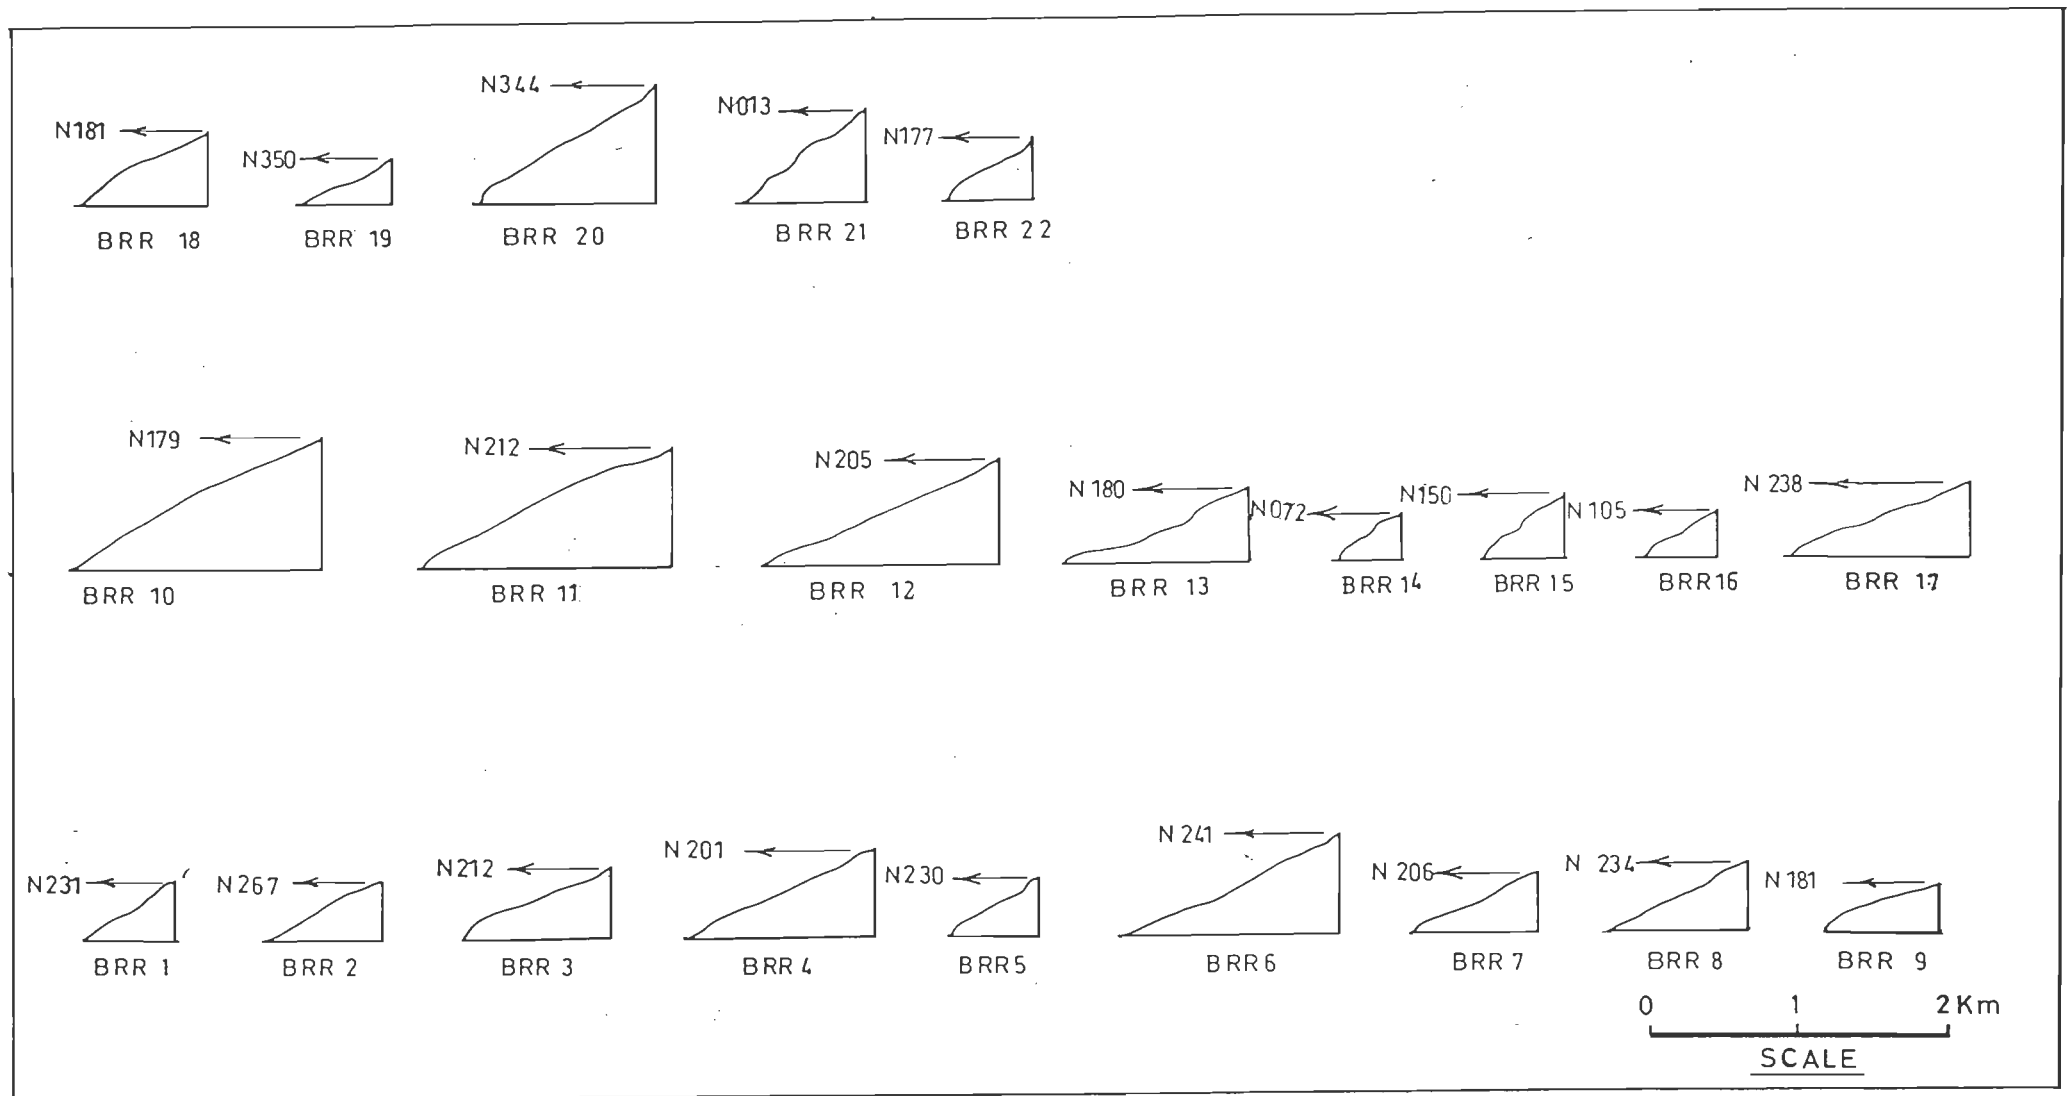 N181 N350 N344 N013 N177
BRR 18 BRR 19 BRR 20 BRR 21 BRR 22
N179 N212 N205 N 180 N072 N150 N105 N 238
BRR 10 BRR 11 BRR 12 BRR 13 BRR 14 BRR 15 BRR16 BRR 17
N231 N267 N212 N 201 N230 N 241 N 206 N 234 N 181
BRR 1 BRR 2 BRR 3 BRR 4 BRR5 BRR6 BRR 7 BRR 8 BRR 9
0 1 2 Km
SCALE